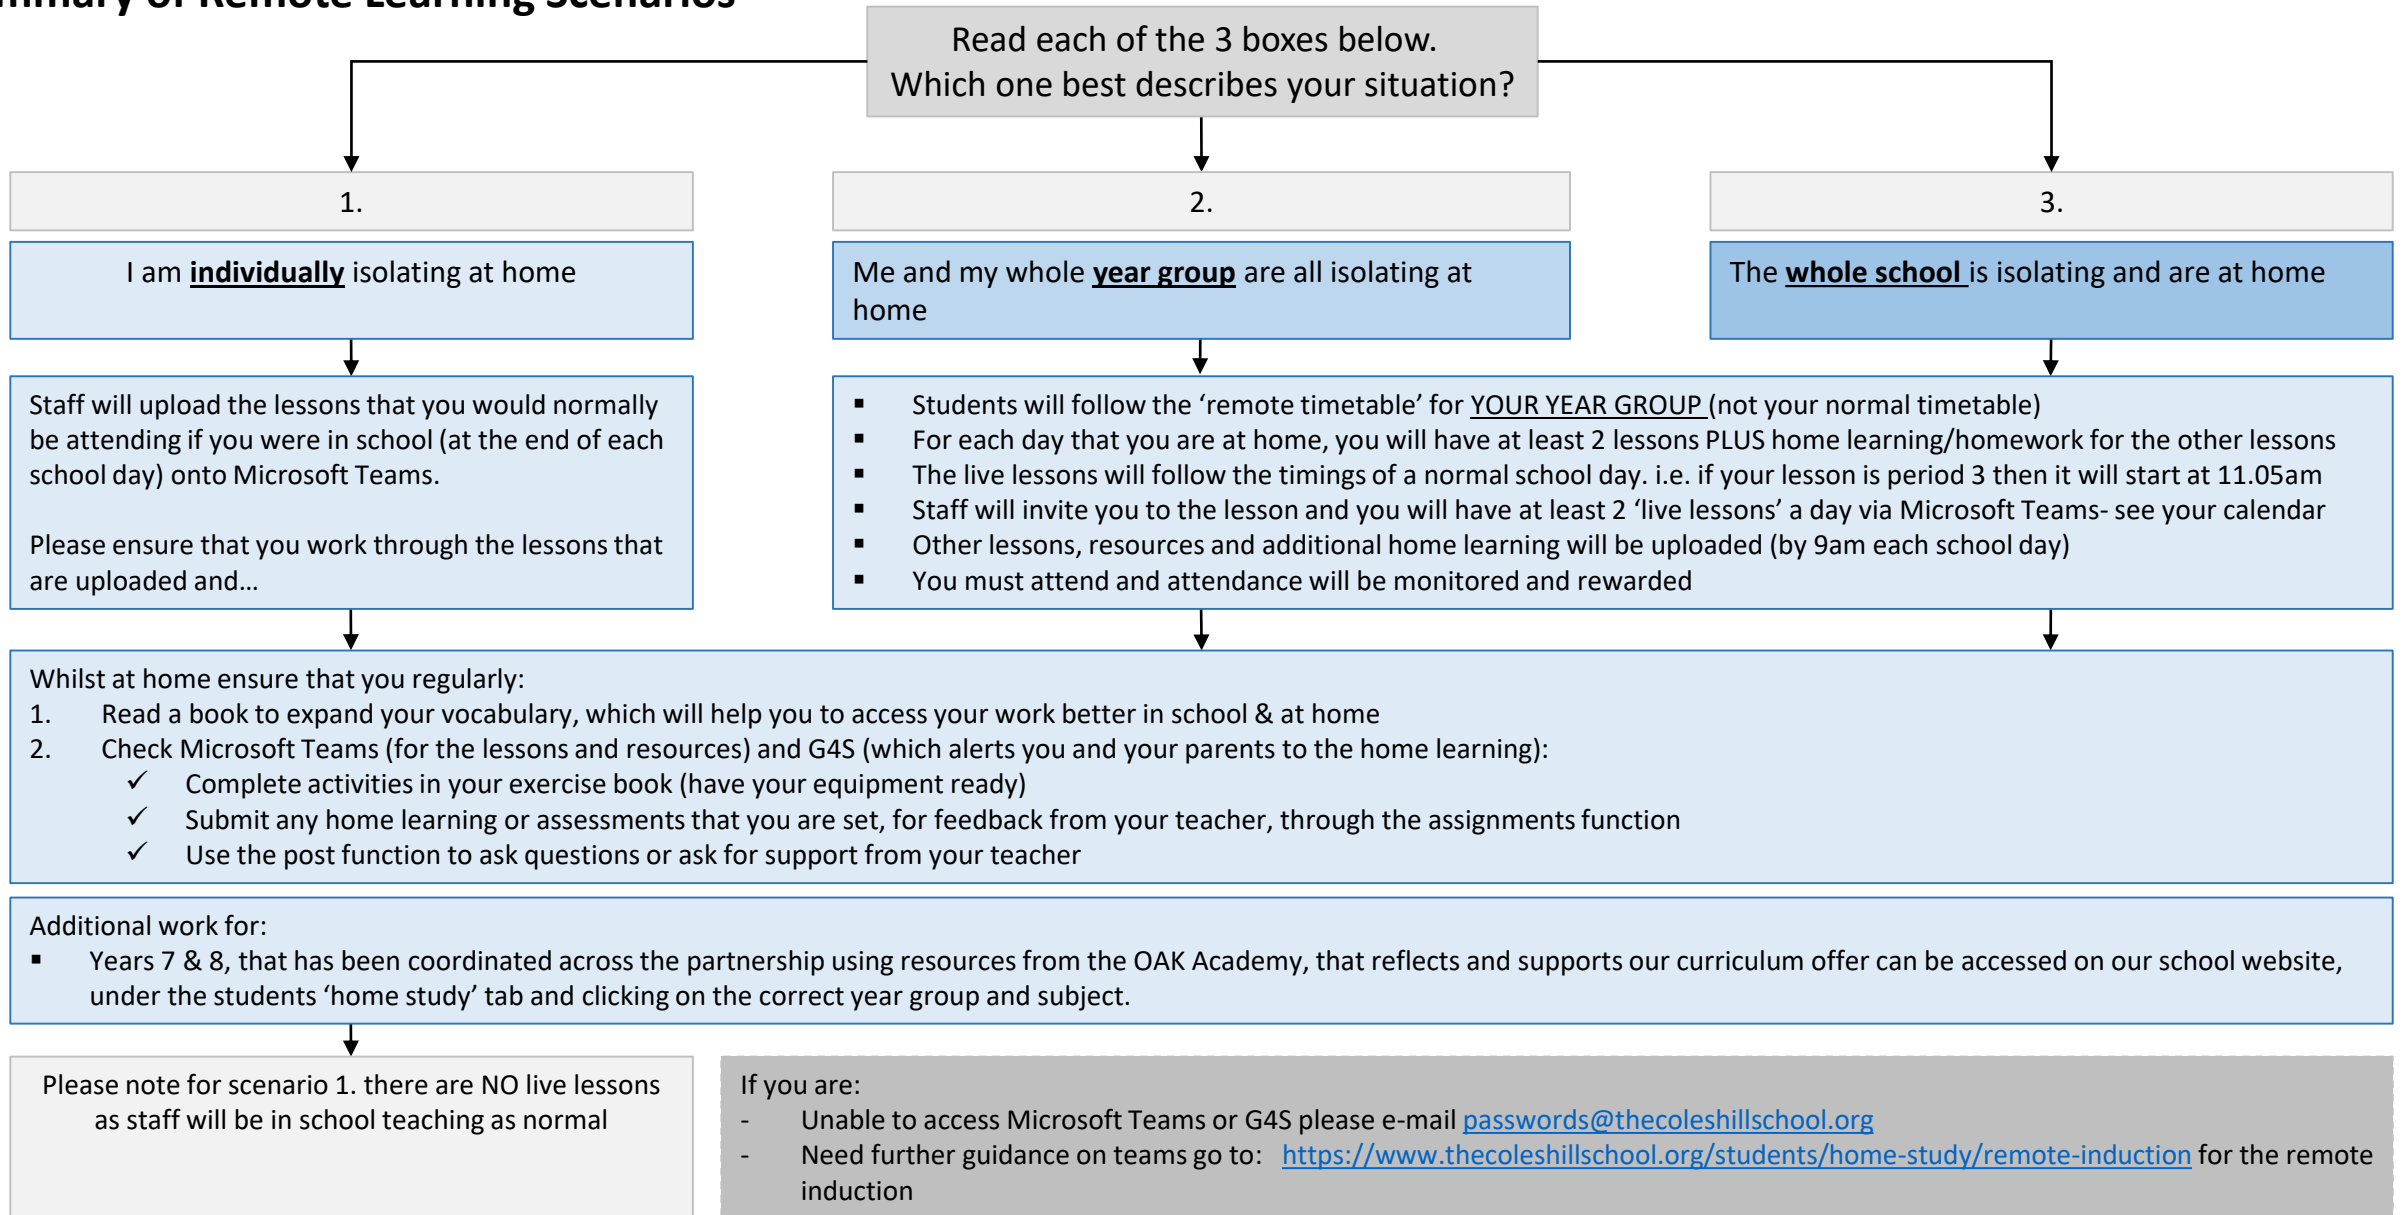 mmary of Remote Learning Scenarios
Read each of the 3 boxes below.
Which one best describes your situation?
1.
2.
3.
I am individually isolating at home
Me and my whole year group are all isolating at
home
The whole school is isolating and are at home
Staff will upload the lessons that you would normally
be attending if you were in school (at the end of each
school day) onto Microsoft Teams.
Please ensure that you work through the lessons that
are uploaded and…
▪ Students will follow the ‘remote timetable’ for YOUR YEAR GROUP (not your normal timetable)
▪ For each day that you are at home, you will have at least 2 lessons PLUS home learning/homework for the other lessons
▪ The live lessons will follow the timings of a normal school day. i.e. if your lesson is period 3 then it will start at 11.05am
▪ Staff will invite you to the lesson and you will have at least 2 ‘live lessons’ a day via Microsoft Teams- see your calendar
▪ Other lessons, resources and additional home learning will be uploaded (by 9am each school day)
▪ You must attend and attendance will be monitored and rewarded
Whilst at home ensure that you regularly:
1. Read a book to expand your vocabulary, which will help you to access your work better in school & at home
2. Check Microsoft Teams (for the lessons and resources) and G4S (which alerts you and your parents to the home learning):
✓ Complete activities in your exercise book (have your equipment ready)
✓ Submit any home learning or assessments that you are set, for feedback from your teacher, through the assignments function
✓ Use the post function to ask questions or ask for support from your teacher
Additional work for:
▪ Years 7 & 8, that has been coordinated across the partnership using resources from the OAK Academy, that reflects and supports our curriculum offer can be accessed on our school website,
under the students ‘home study’ tab and clicking on the correct year group and subject.
Please note for scenario 1. there are NO live lessons
as staff will be in school teaching as normal
If you are:
- Unable to access Microsoft Teams or G4S please e-mail passwords@thecoleshillschool.org
- Need further guidance on teams go to: https://www.thecoleshillschool.org/students/home-study/remote-induction for the remote
induction